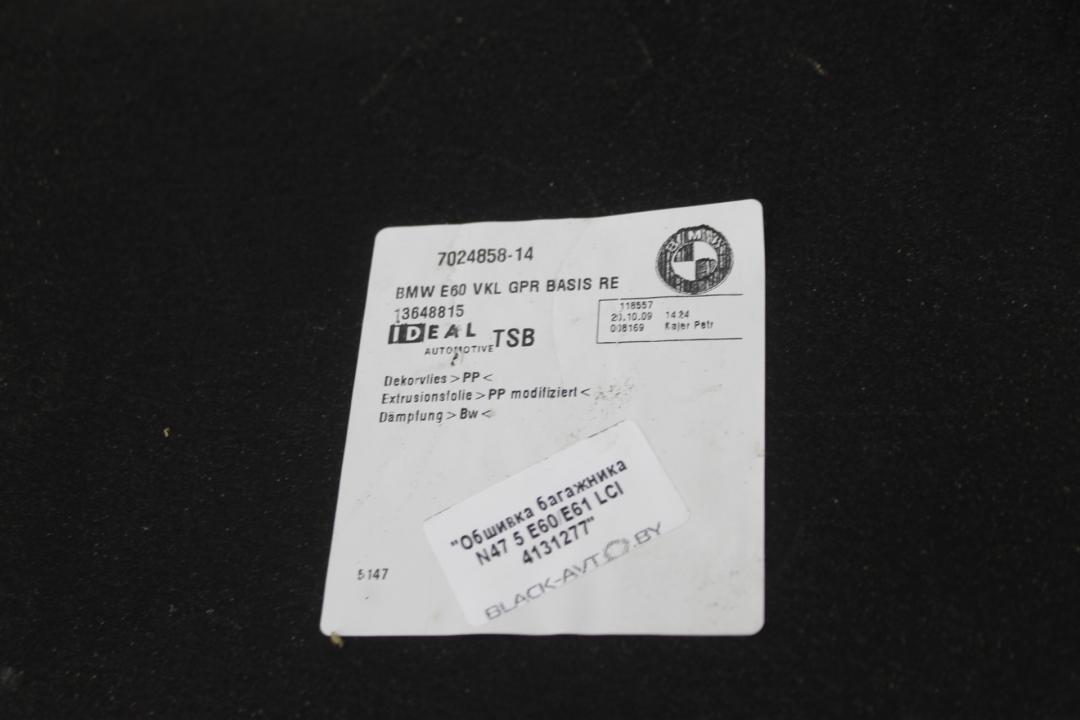 7024858-14
BMW
BMW E60 VKL GPR BASIS RE
13648815
118557
20.10.09 14:24
008169 Kajer Petr
IDEAL
AUTOMOTIVE TSB
Dekorvlies >PP<
Extrusionsfolie >PP modifiziert<
Dämpfung >Bw<
"Обшивка багажника
N47 5 E60/E61 LCI
4131277"
BLACK-AVTO.BY
5147